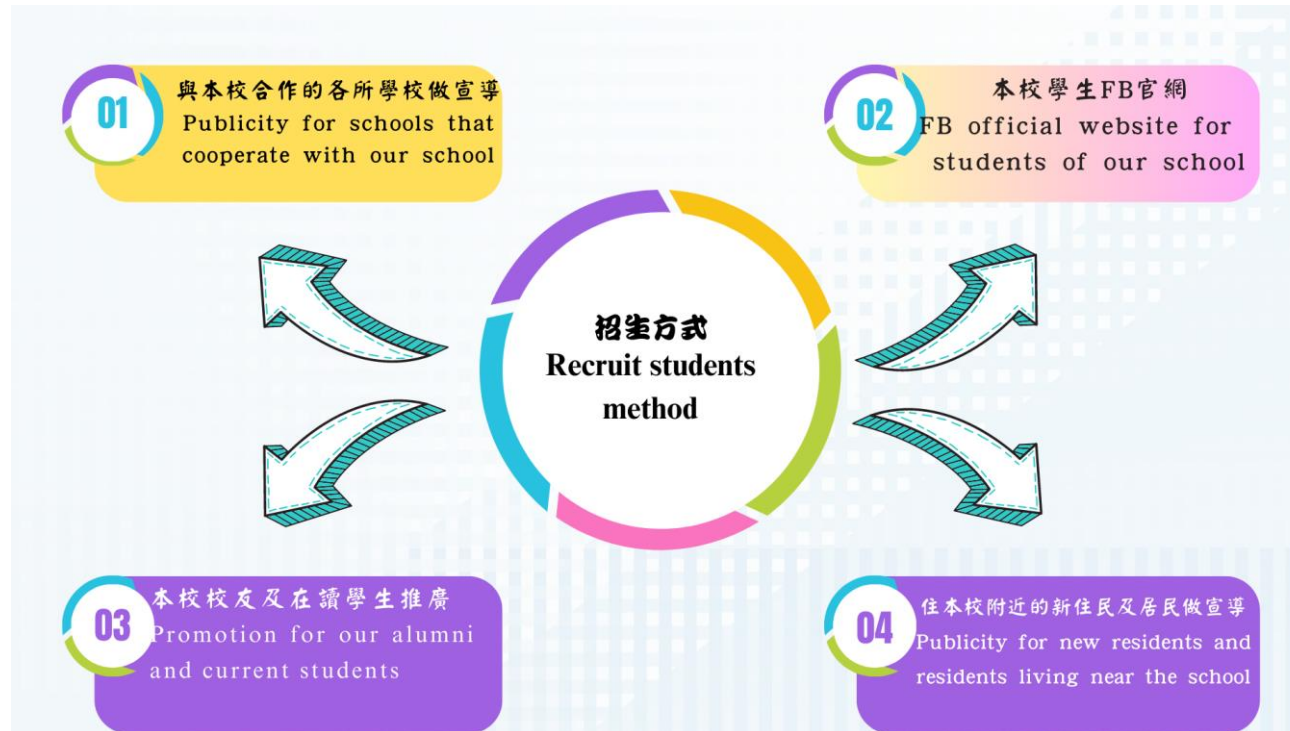 01
與本校合作的各所學校做宣導
Publicity for schools that
cooperate with our school
02
本校學生FB官網
FB official website for
students of our school
招生方式
Recruit students
method
03
本校校友及在讀學生推廣
Promotion for our alumni
and current students
04
住本校附近的新住民及居民做宣導
Publicity for new residents and
residents living near the school